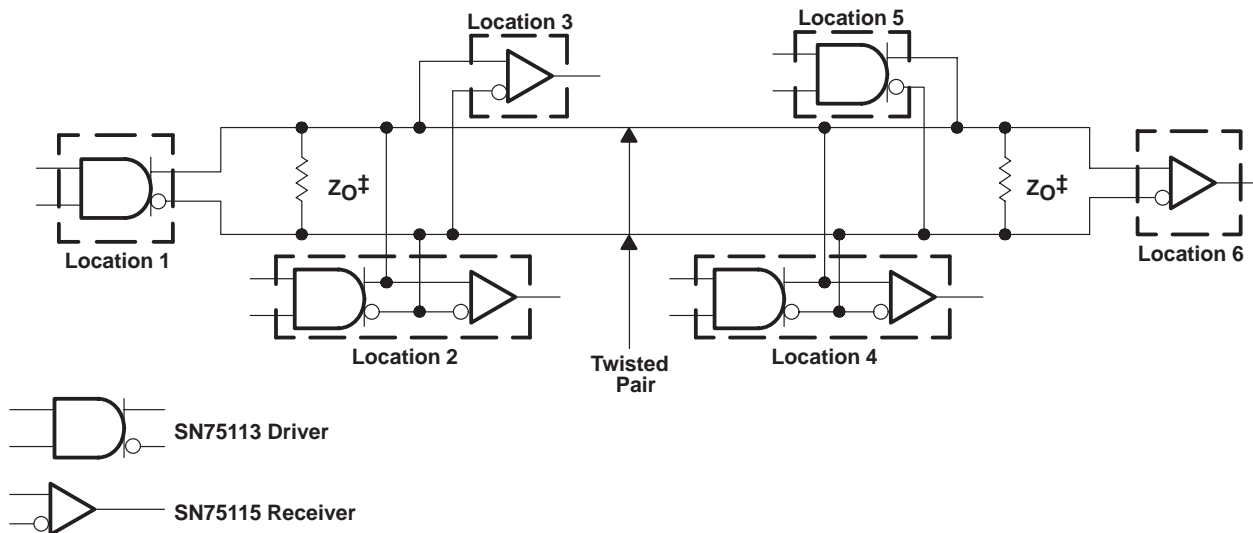 Location 3
Location 5
Location 1
ZO‡
ZO‡
Location 6
Location 2
Location 4
Twisted
Pair
SN75113 Driver
SN75115 Receiver